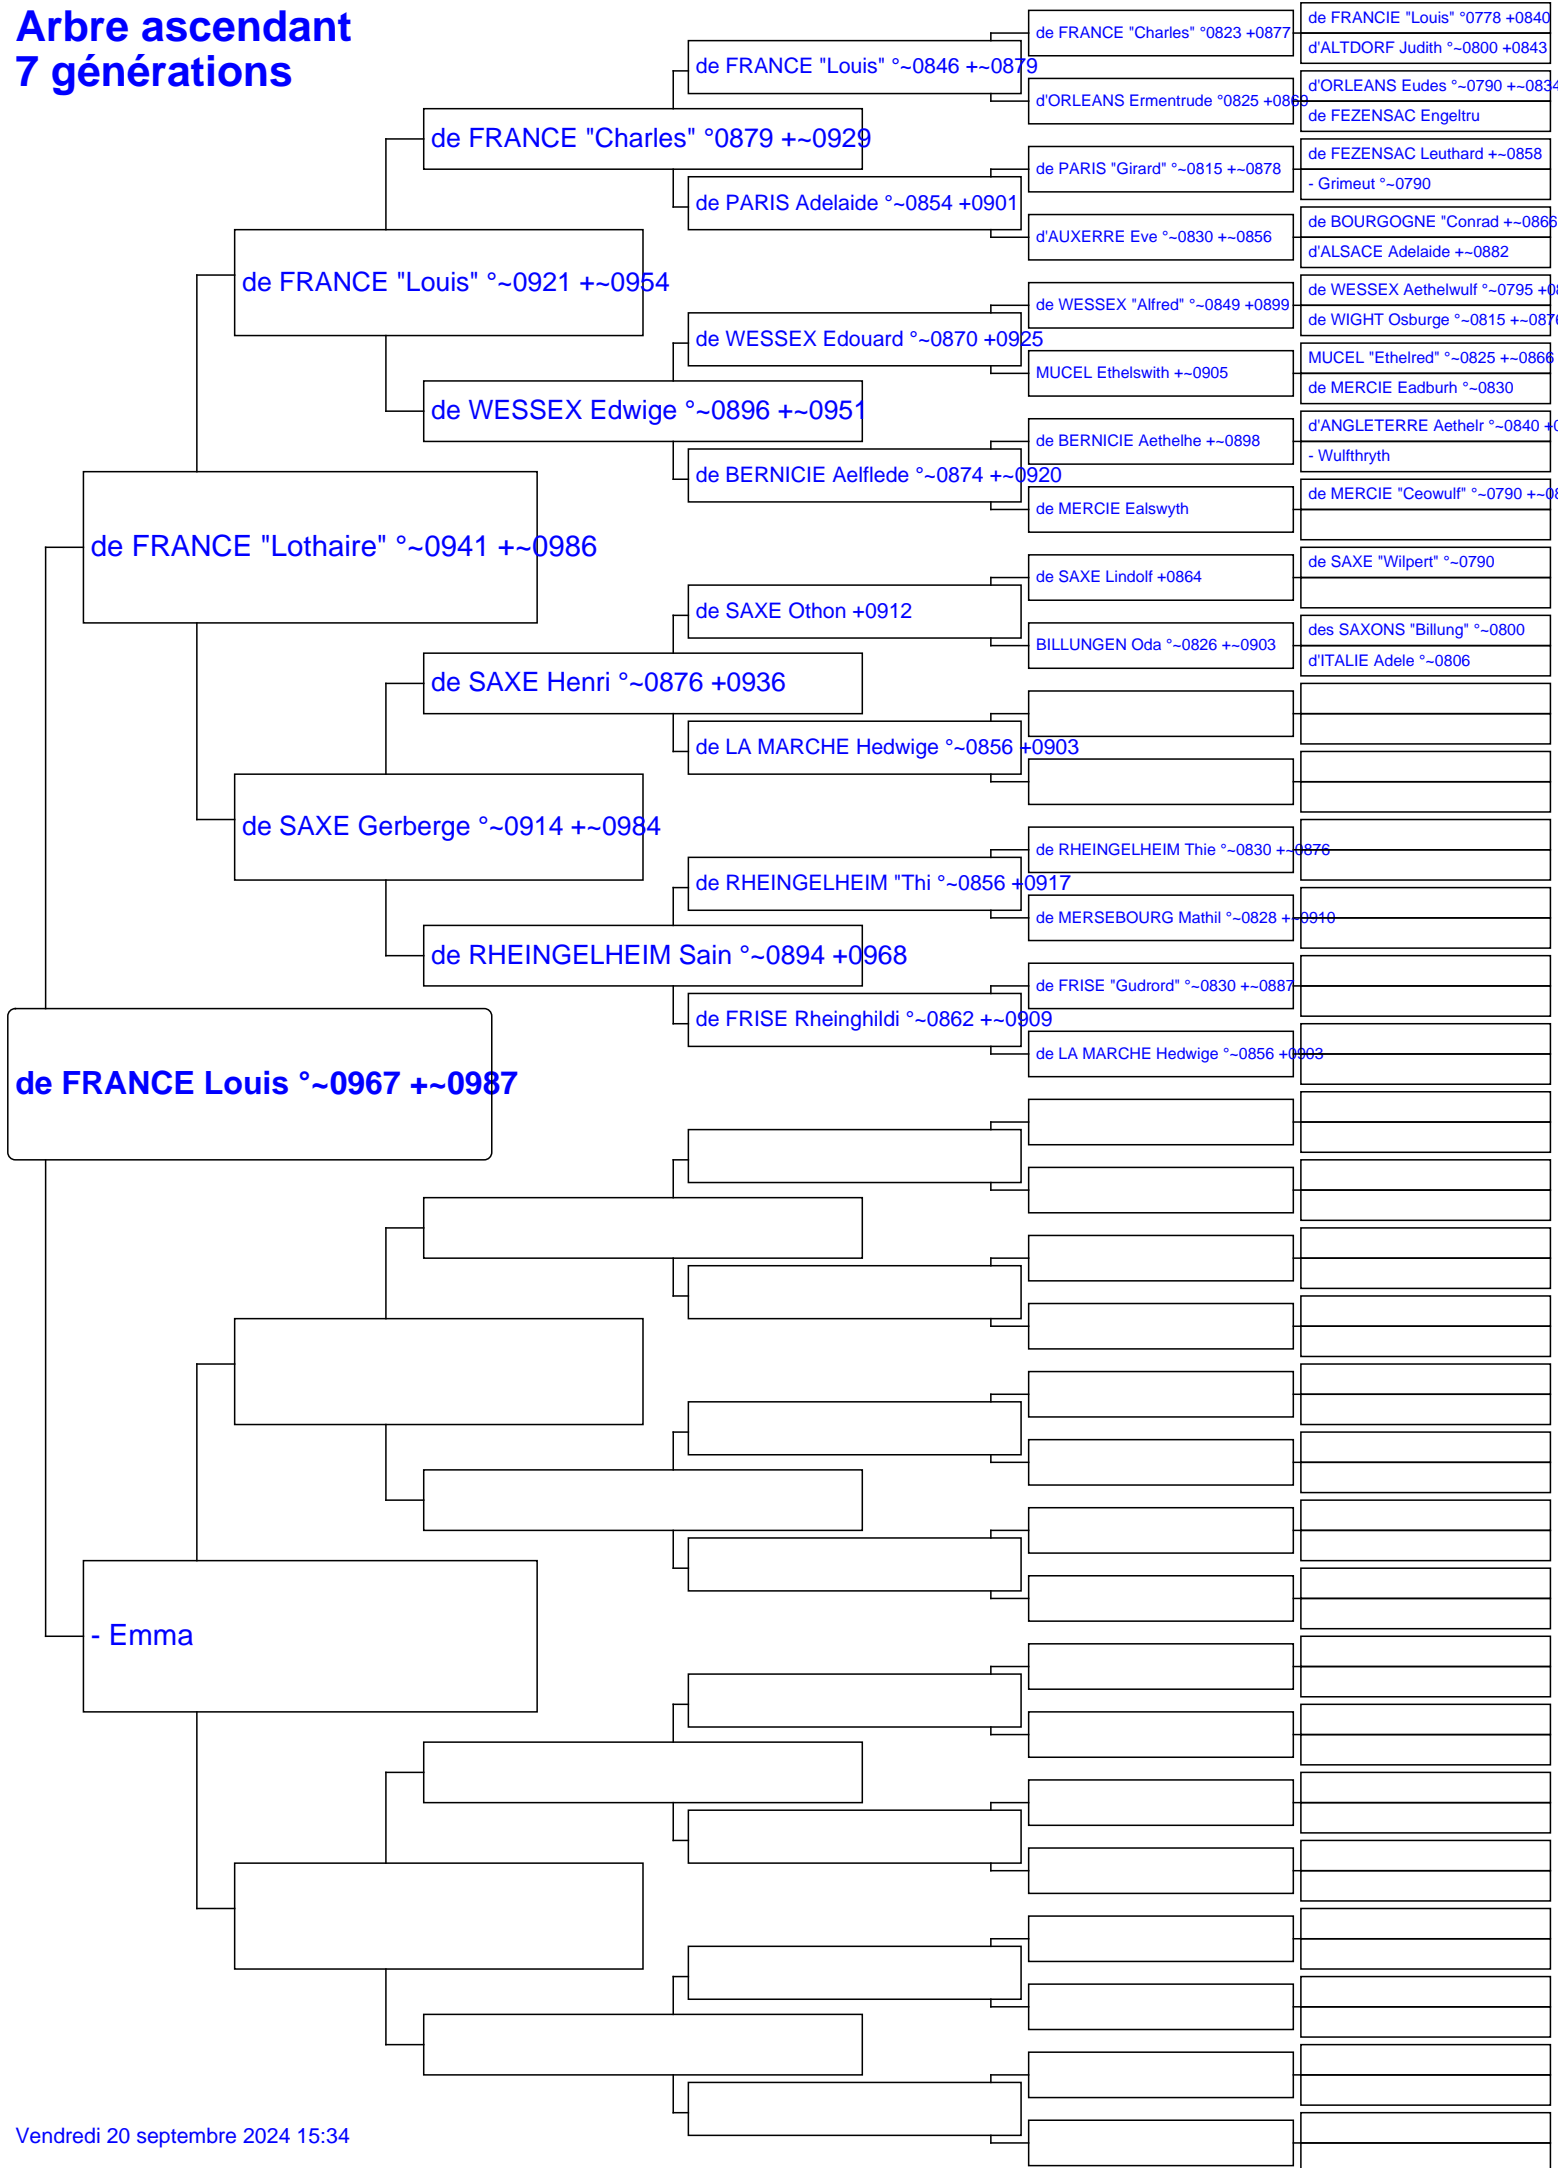 Arbre ascendant
7 générations
de FRANCE Louis °~0967 +~0987
de FRANCE "Lothaire" °~0941 +~0986
- Emma
de FRANCE "Louis" °~0921 +~0954
de SAXE Gerberge °~0914 +~0984
de FRANCE "Charles" °0879 +~0929
de WESSEX Edwige °~0896 +~0951
de SAXE Henri °~0876 +0936
de RHEINGELHEIM Sain °~0894 +0968
de FRANCE "Louis" °~0846 +~0879
de PARIS Adelaide °~0854 +0901
de WESSEX Edouard °~0870 +0925
de BERNICIE Aelflede °~0874 +~0920
de SAXE Othon +0912
de LA MARCHE Hedwige °~0856 +0903
de RHEINGELHEIM "Thi °~0856 +0917
de FRISE Rheinghildi °~0862 +~0909
de FRANCE "Charles" °0823 +0877
d'ORLEANS Ermentrude °0825 +0869
de PARIS "Girard" °~0815 +~0878
d'AUXERRE Eve °~0830 +~0856
de WESSEX "Alfred" °~0849 +0899
MUCEL Ethelswith +~0905
de BERNICIE Aethelhe +~0898
de MERCIE Ealswyth
de SAXE Lindolf +0864
BILLUNGEN Oda °~0826 +~0903
de RHEINGELHEIM Thie °~0830 +~0876
de MERSEBOURG Mathil °~0828 +~0910
de FRISE "Gudrord" °~0830 +~0887
de LA MARCHE Hedwige °~0856 +0903
de FRANCIE "Louis" °0778 +0840
d'ALTDORF Judith °~0800 +0843
d'ORLEANS Eudes °~0790 +~0834
de FEZENSAC Engeltru
de FEZENSAC Leuthard +~0858
- Grimeut °~0790
de BOURGOGNE "Conrad +~0866
d'ALSACE Adelaide +~0882
de WESSEX Aethelwulf °~0795 +0
de WIGHT Osburge °~0815 +~0876
MUCEL "Ethelred" °~0825 +~0866
de MERCIE Eadburh °~0830
d'ANGLETERRE Aethelr °~0840 +
- Wulfthryth
de MERCIE "Ceowulf" °~0790 +~0
de SAXE "Wilpert" °~0790
des SAXONS "Billung" °~0800
d'ITALIE Adele °~0806
Vendredi 20 septembre 2024 15:34